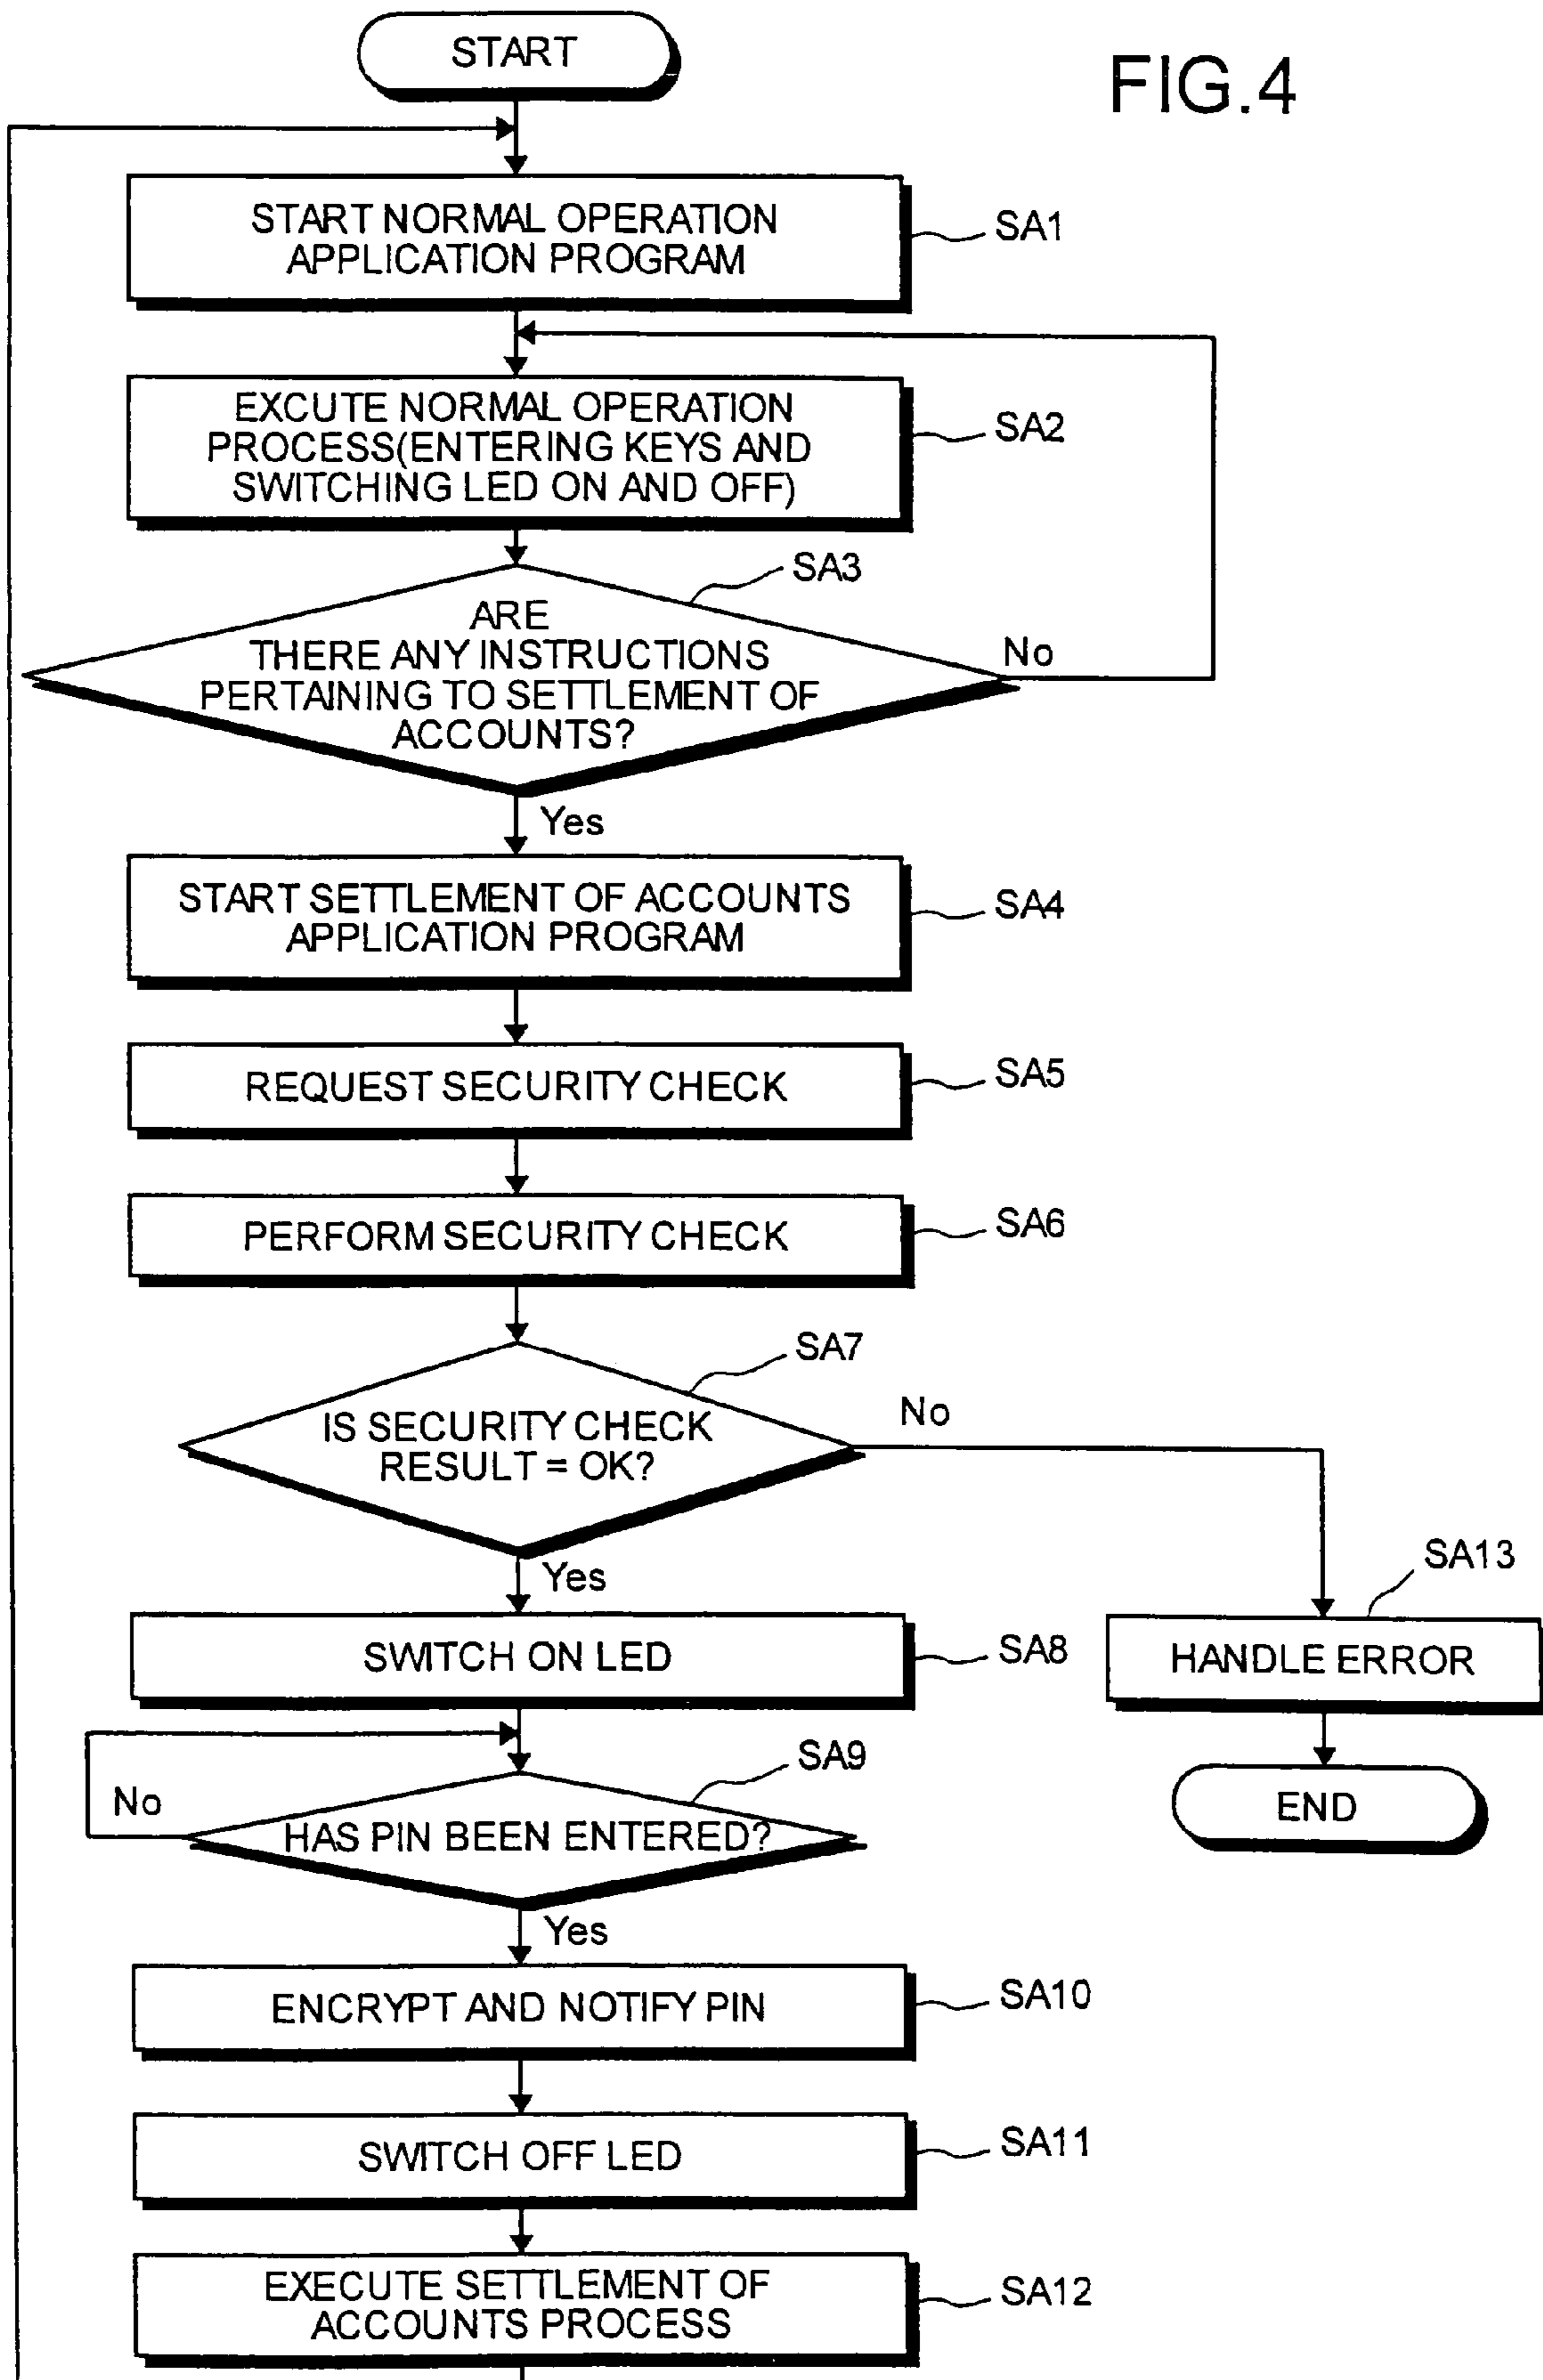 START
FIG.4
START NORMAL OPERATION
APPLICATION PROGRAM
SA1
EXCUTE NORMAL OPERATION
PROCESS(ENTERING KEYS AND
SWITCHING LED ON AND OFF)
SA2
SA3
ARE
THERE ANY INSTRUCTIONS
PERTAINING TO SETTLEMENT OF
ACCOUNTS?
No
Yes
START SETTLEMENT OF ACCOUNTS
APPLICATION PROGRAM
SA4
REQUEST SECURITY CHECK
SA5
PERFORM SECURITY CHECK
SA6
SA7
IS SECURITY CHECK
RESULT = OK?
No
Yes
SA13
SWITCH ON LED
SA8
HANDLE ERROR
SA9
HAS PIN BEEN ENTERED?
No
END
Yes
ENCRYPT AND NOTIFY PIN
SA10
SWITCH OFF LED
SA11
EXECUTE SETTLEMENT OF
ACCOUNTS PROCESS
SA12